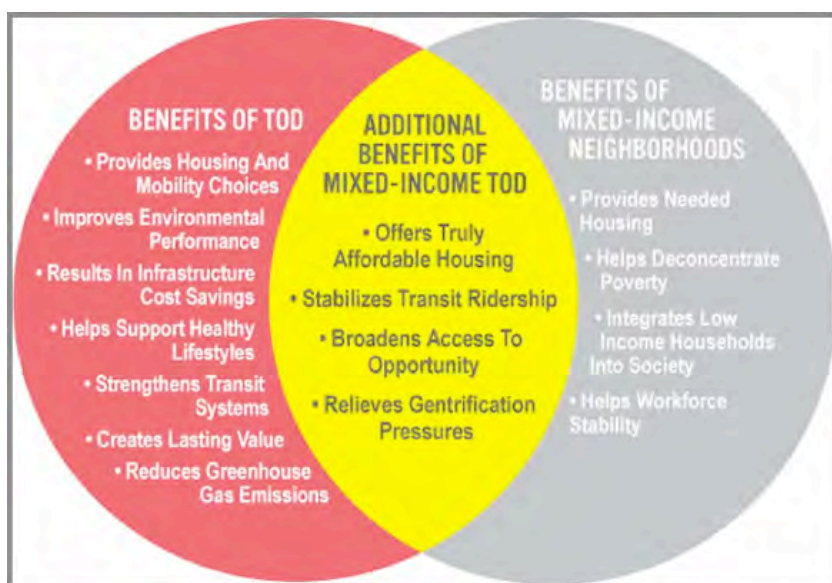 BENEFITS OF TOD
• Provides Housing And
Mobility Choices
• Improves Environmental
Performance
• Results In Infrastructure
Cost Savings
• Helps Support Healthy
Lifestyles
• Strengthens Transit
Systems
• Creates Lasting Value
• Reduces Greenhouse
Gas Emissions
ADDITIONAL
BENEFITS OF
MIXED-INCOME TOD
• Offers Truly
Affordable Housing
• Stabilizes Transit Ridership
• Broadens Access To
Opportunity
• Relieves Gentrification
Pressures
BENEFITS OF
MIXED-INCOME
NEIGHBORHOODS
• Provides Needed
Housing
• Helps Deconcentrate
Poverty
• Integrates Low
Income Households
Into Society
• Helps Workforce
Stability